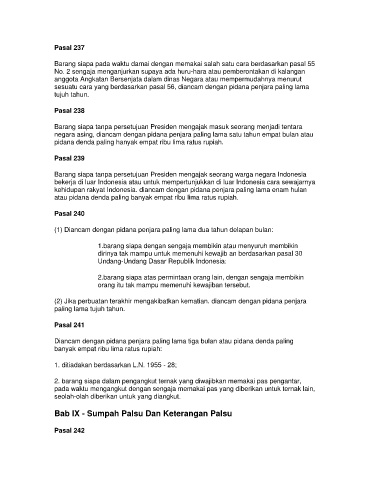 Pasal 237
Barang siapa pada waktu damai dengan memakai salah satu cara berdasarkan pasal 55
No. 2 sengaja menganjurkan supaya ada huru-hara atau pemberontakan di kalangan
anggota Angkatan Bersenjata dalam dinas Negara atau mempermudahnya menurut
sesuatu cara yang berdasarkan pasal 56, diancam dengan pidana penjara paling lama
tujuh tahun.
Pasal 238
Barang siapa tanpa persetujuan Presiden mengajak masuk seorang menjadi tentara
negara asing, diancam dengan pidana penjara paling lama satu tahun empat bulan atau
pidana denda paling hanyak empat ribu lima ratus rupiah.
Pasal 239
Barang siapa tanpa persetujuan Presiden mengajak seorang warga negara Indonesia
bekerja di luar Indonesia atau untuk mempertunjukkan di luar Indonesia cara sewajarnya
kehidupan rakyat Indonesia. diancam dengan pidana penjara paling lama enam hulan
atau pidana denda paling banyak empat ribu lima ratus rupiah.
Pasal 240
(1) Diancam dengan pidana penjara paling lama dua tahun delapan bulan:
1.barang siapa dengan sengaja membikin atau menyuruh membikin
dirinya tak mampu untuk memenuhi kewajib an berdasarkan pasal 30
Undang-Undang Dasar Republik Indonesia:
2.barang siapa atas permintaan orang lain, dengan sengaja membikin
orang itu tak mampu memenuhi kewajiban tersebut.
(2) Jika perbuatan terakhir mengakibatkan kematian. diancam dengan pidana penjara
paling lama tujuh tahun.
Pasal 241
Diancam dengan pidana penjara paling lama tiga bulan atau pidana denda paling
banyak empat ribu lima ratus rupiah:
1. ditiadakan berdasarkan L.N. 1955 - 28;
2. barang siapa dalam pengangkut ternak yang diwajibkan memakai pas pengantar,
pada waktu mengangkut dengan sengaja memakai pas yang diberikan untuk ternak lain,
seolah-olah diberikan untuk yang diangkut.
Bab IX - Sumpah Palsu Dan Keterangan Palsu
Pasal 242